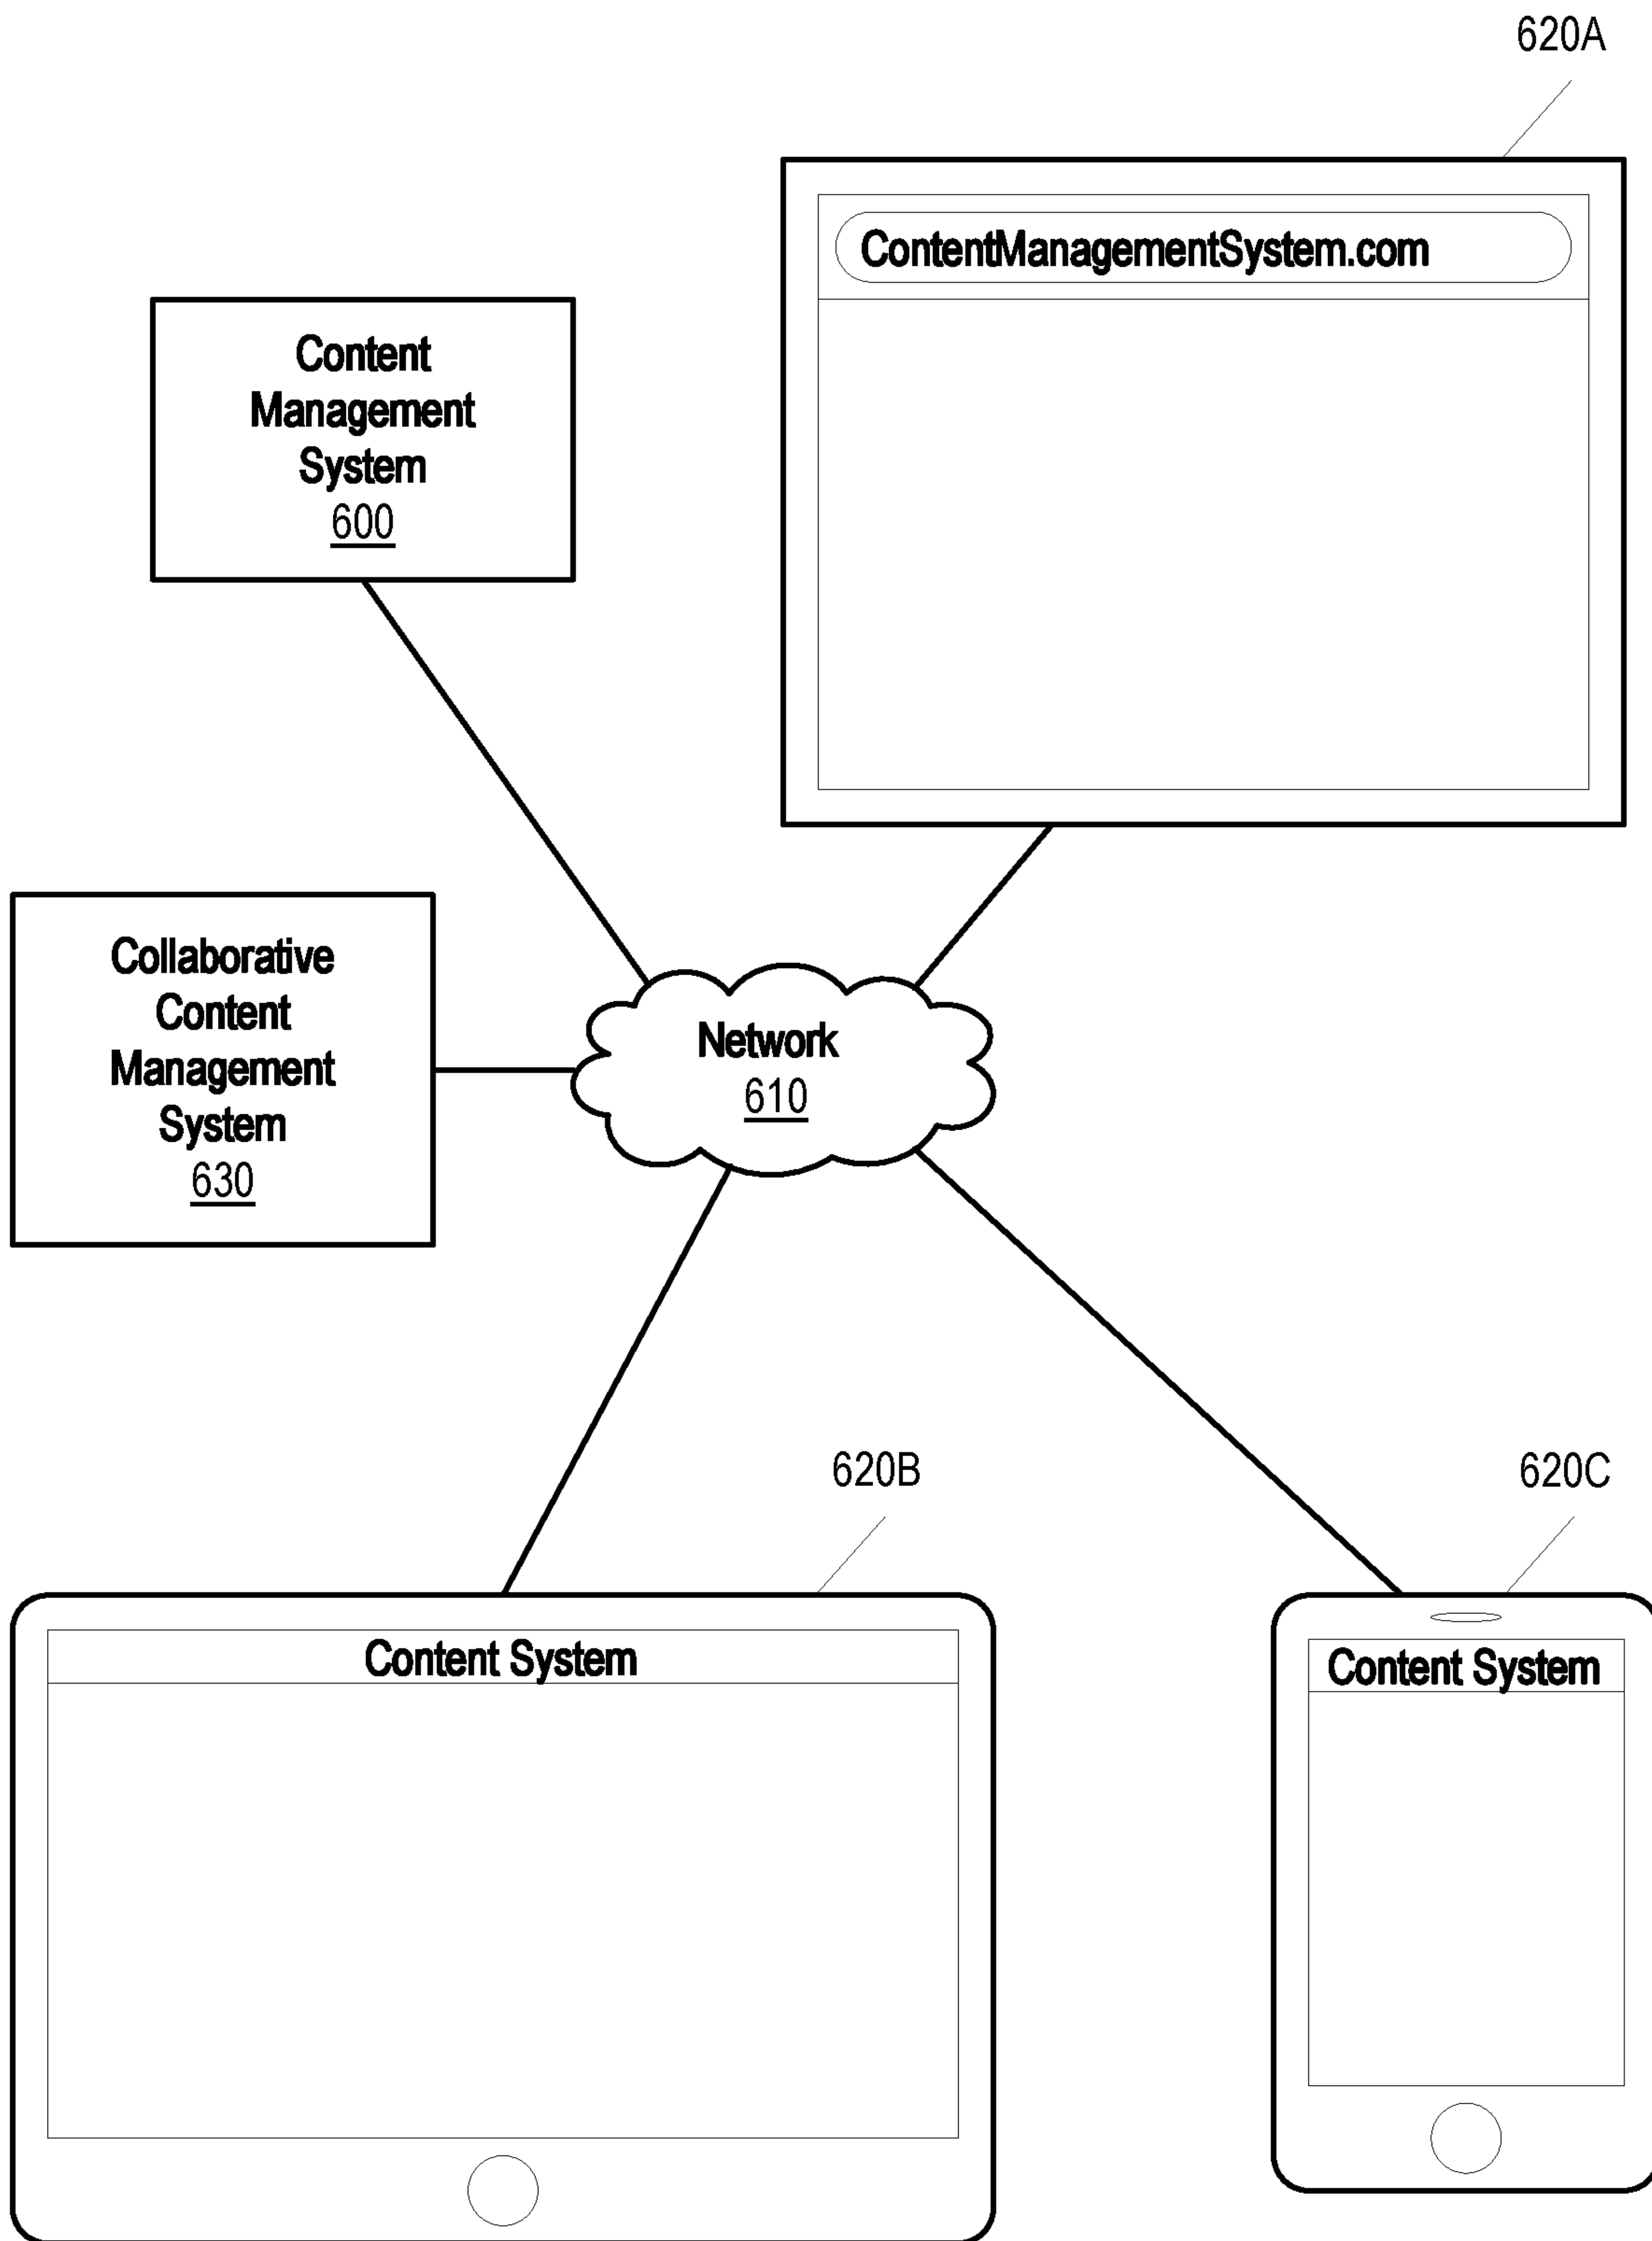 620A
ContentManagementSystem.com
Content
Management
System
600
Collaborative
Content
Management
System
630
Network
610
620B
620C
Content System
Content System